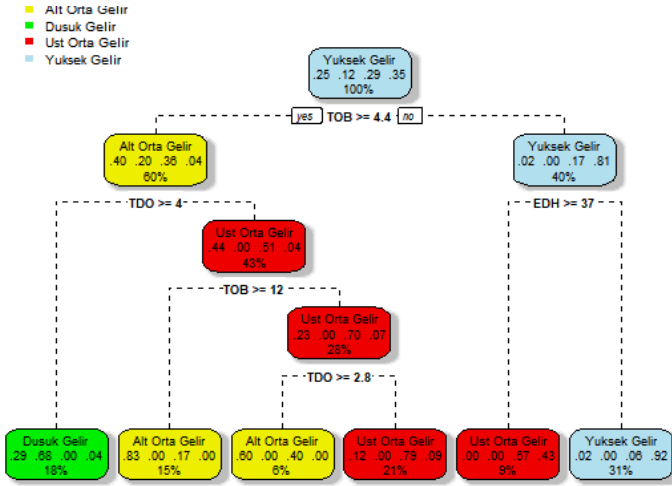 Alt Orta Gelir
Dusuk Gelir
Ust Orta Gelir
Yuksek Gelir
Yuksek Gelir
.25 .12 .29 .35
100%
yes TOB >= 4.4 no
Alt Orta Gelir
.40 .20 .36 .04
60%
Yuksek Gelir
.02 .00 .17 .81
40%
TDO >= 4
EDH >= 37
Ust Orta Gelir
44 .00 .51 .04
43%
TOB >= 12
Ust Orta Gelir
.23 .00 .70 .07
28%
TDO >= 2.8
Dusuk Gelir
.29 .68 .00 .04
18%
Alt Orta Gelir
.83 .00 .17 .00
15%
Alt Orta Gelir
.60 .00 .40 .00
6%
Ust Orta Gelir
.12 .00 .79 .09
21%
Ust Orta Gelir
.00 .00 .57 .43
9%
Yuksek Gelir
.02 .00 .06 .92
31%